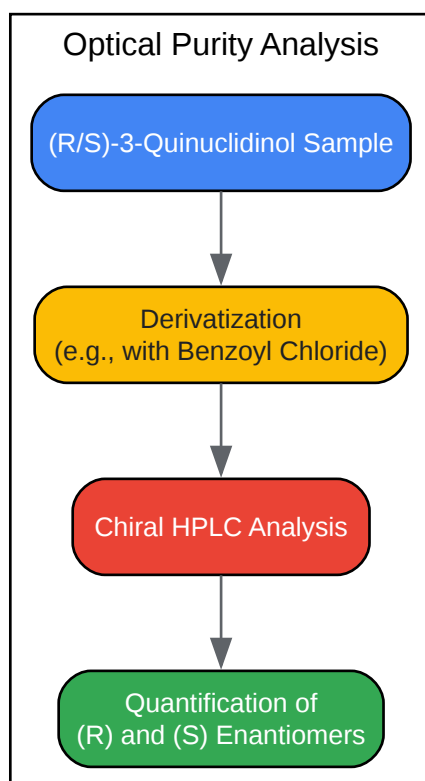 Optical Purity Analysis
(R/S)-3-Quinuclidinol Sample
Derivatization
(e.g., with Benzoyl Chloride)
Chiral HPLC Analysis
Quantification of
(R) and (S) Enantiomers